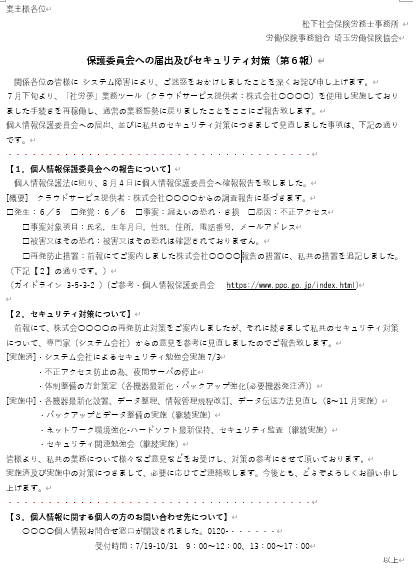 業主様各位
松下社会保険労務士事務所
労働保険事務組合 埼玉労働保険協会
保護委員会への届出及びセキュリティ対策（第６報）
関係各位の皆様に システム障害により、ご迷惑をおかけしましたことを深くお詫び申し上げます。
７月下旬より、「社労夢」業務ツール（クラウドサービス提供者：株式会社〇〇〇〇）を使用し実施しており
ました手続きを再稼働し、通常の業務態勢に戻りましたことをここにご報告致します。
個人情報保護委員会への届出、並びに私共のセキュリティ対策につきまして見直しました事項は、下記の通り
です。
【１．個人情報保護委員会への報告について】
個人情報保護法に則り、８月４日に個人情報保護委員会へ確報報告を致しました。
[概要] クラウドサービス提供者：株式会社〇〇〇〇からの調査報告に基づきます。
□発生：６／５ □発覚：６／６ □事案：漏えいの恐れ・き損 □原因：不正アクセス
□事案対象項目：氏名、生年月日、性別、住所、電話番号、メールアドレス
□被害又はその恐れ：被害又はその恐れは確認されておりません。
□再発防止措置：前報にてご案内しました株式会社〇〇〇〇報告の措置に、私共の措置を追記しました。
（下記【２】の通りです。）
（ガイドライン 3-5-3-2 ）（ご参考・個人情報保護委員会 https://www.ppc.go.jp/index.html）
【２．セキュリティ対策について】
前報にて、株式会社〇〇〇〇の再発防止対策をご案内しましたが、それに続きまして私共のセキュリティ対策
について、専門家（システム会社）からの意見を参考に見直しましたのでご報告致します。
[実施済]・システム会社によるセキュリティ勉強会実施 7/3
・不正アクセス防止の為、夜間サーバの停止
・体制整備の方針策定（各機器最新化・バックアップ強化(必要機器発注済)）
[実施中]・各機器最新化設置、データ整理、情報管理規程改訂、データ伝送方法見直し（8～11月実施）
・バックアップとデータ整備の実施（継続実施）
・ネットワーク環境強化-ハードソフト最新保持、セキュリティ監査（継続実施）
・セキュリティ関連勉強会（継続実施）
皆様より、私共の業務について様々なご意見などをお受けし、対策の参考にさせて頂いております。
実施済及び実施中の対策につきまして、必要に応じてご連絡致します。今後とも、どうぞよろしくお願い申し
上げます。
【３．個人情報に関する個人の方のお問い合わせ先について】
〇〇〇〇個人情報お問合せ窓口が開設されました。0120-・・・・・・
受付時間：7/19-10/31 9：00～12：00、13：00～17：00
以上